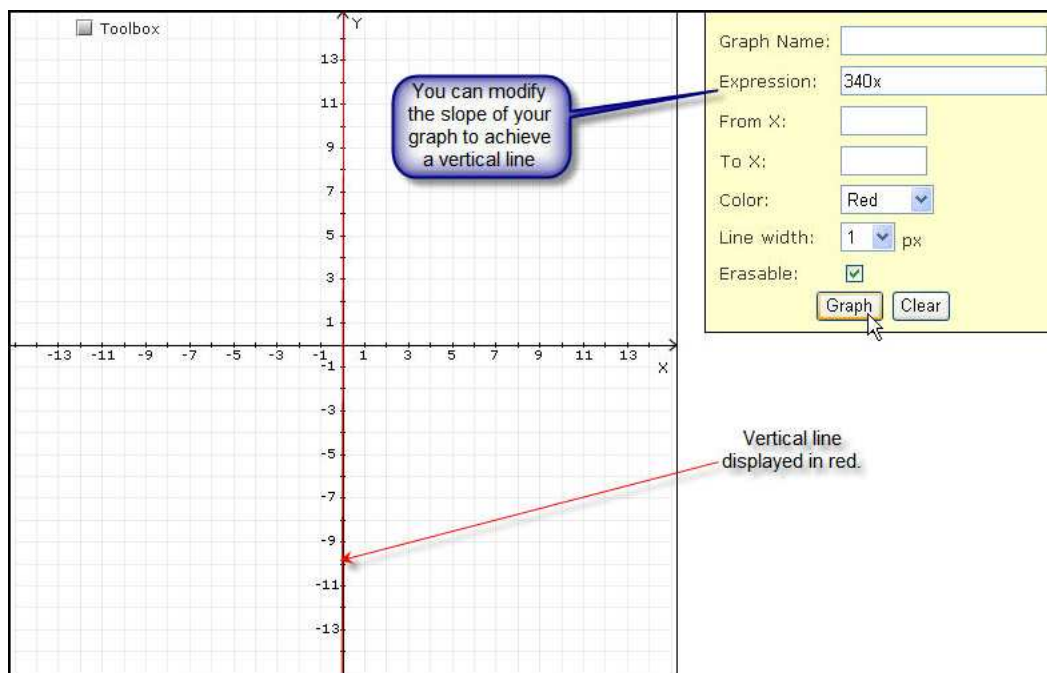 Toolbox
Y
13
11
9
7
5
3
1
-13 -11 -9 -7 -5 -3 -1 1 3 5 7 9 11 13
X
-1
-3
-5
-7
-9
-11
-13
You can modify
the slope of your
graph to achieve
a vertical line
Graph Name:
Expression: 340x
From X:
To X:
Color: Red
Line width: 1 px
Erasable:
Graph Clear
Vertical line
displayed in red.